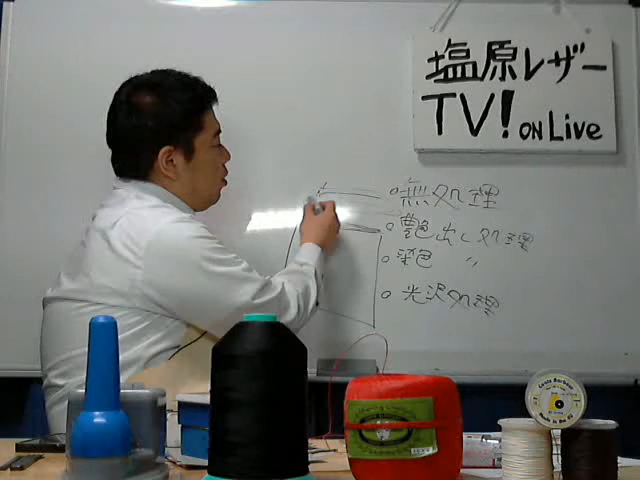 塩原レザー
TV! ON Live
○無処理
○艶出し処理
○染色 〃
○光沢処理